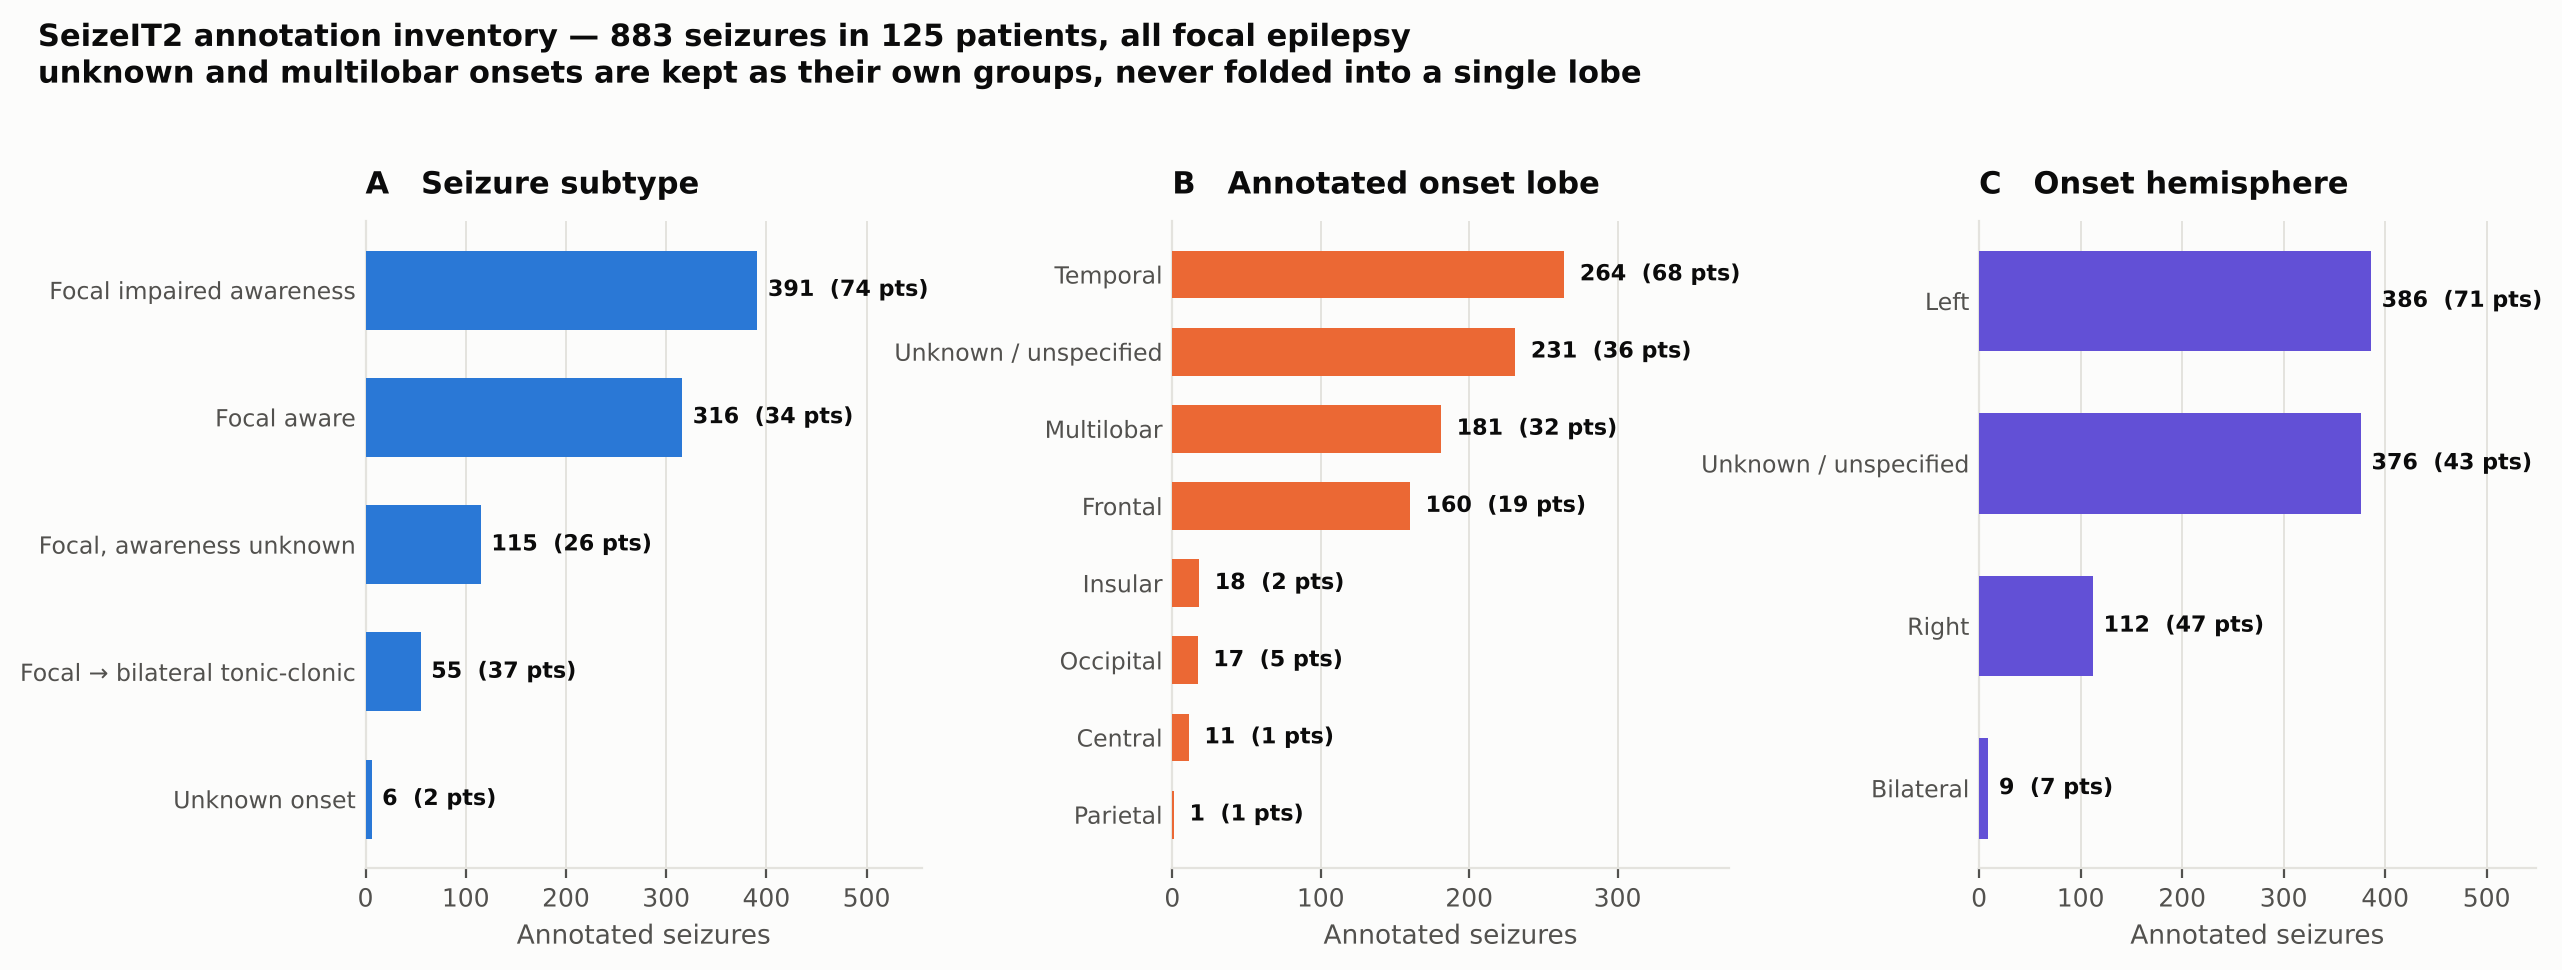 SeizeIT2 annotation inventory — 883 seizures in 125 patients, all focal epilepsy
unknown and multilobar onsets are kept as their own groups, never folded into a single lobe
A Seizure subtype
Focal impaired awareness 391 (74 pts)
Focal aware 316 (34 pts)
Focal, awareness unknown 115 (26 pts)
Focal → bilateral tonic-clonic 55 (37 pts)
Unknown onset 6 (2 pts)
0 100 200 300 400 500
Annotated seizures
B Annotated onset lobe
Temporal 264 (68 pts)
Unknown / unspecified 231 (36 pts)
Multilobar 181 (32 pts)
Frontal 160 (19 pts)
Insular 18 (2 pts)
Occipital 17 (5 pts)
Central 11 (1 pts)
Parietal 1 (1 pts)
0 100 200 300
Annotated seizures
C Onset hemisphere
Left 386 (71 pts)
Unknown / unspecified 376 (43 pts)
Right 112 (47 pts)
Bilateral 9 (7 pts)
0 100 200 300 400 500
Annotated seizures